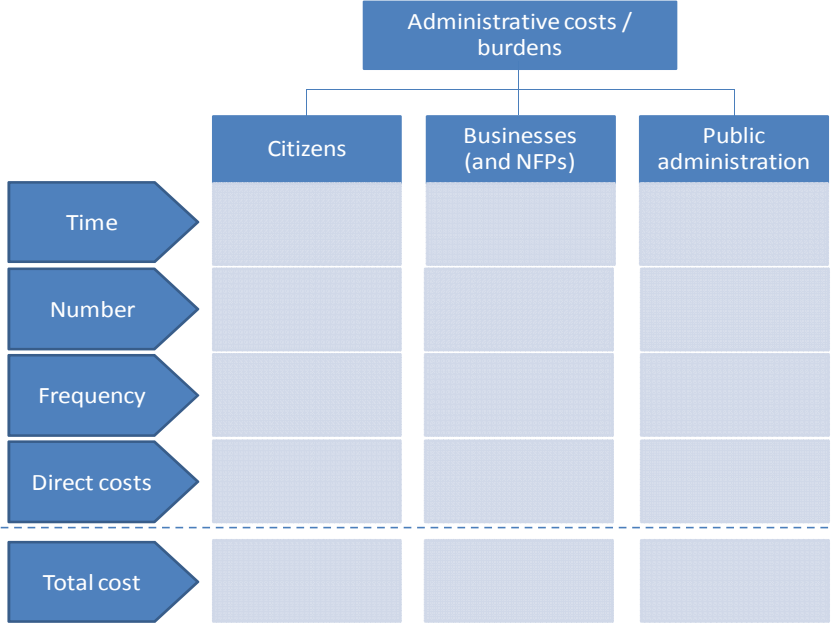 Administrative costs /
burdens
Citizens
Businesses
(and NFPs)
Public
administration
Time
Number
Frequency
Direct costs
Total cost